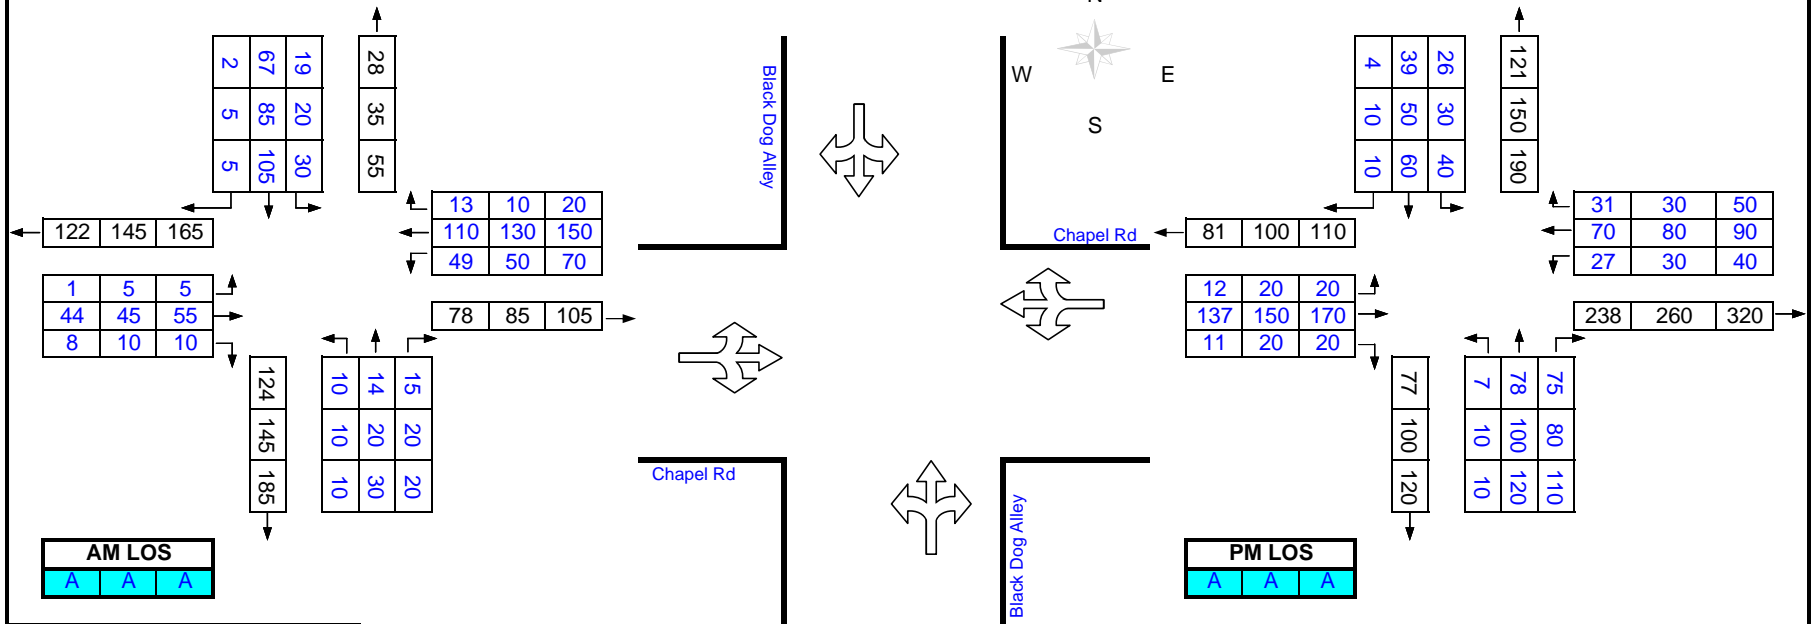 N
W E
S
Black Dog Alley
Chapel Rd
Chapel Rd
Black Dog Alley
2 67 19
5 85 20
5 105 30
28
35
55
13 10 20
110 130 150
49 50 70
122 145 165
1 5 5
44 45 55
8 10 10
78 85 105
124
145
185
10 14 15
10 20 20
10 30 20
AM LOS
A A A
4 39 26
10 50 30
10 60 40
121
150
190
31 30 50
70 80 90
27 30 40
81 100 110
12 20 20
137 150 170
11 20 20
238 260 320
77
100
120
7 78 75
10 100 80
10 120 110
PM LOS
A A A